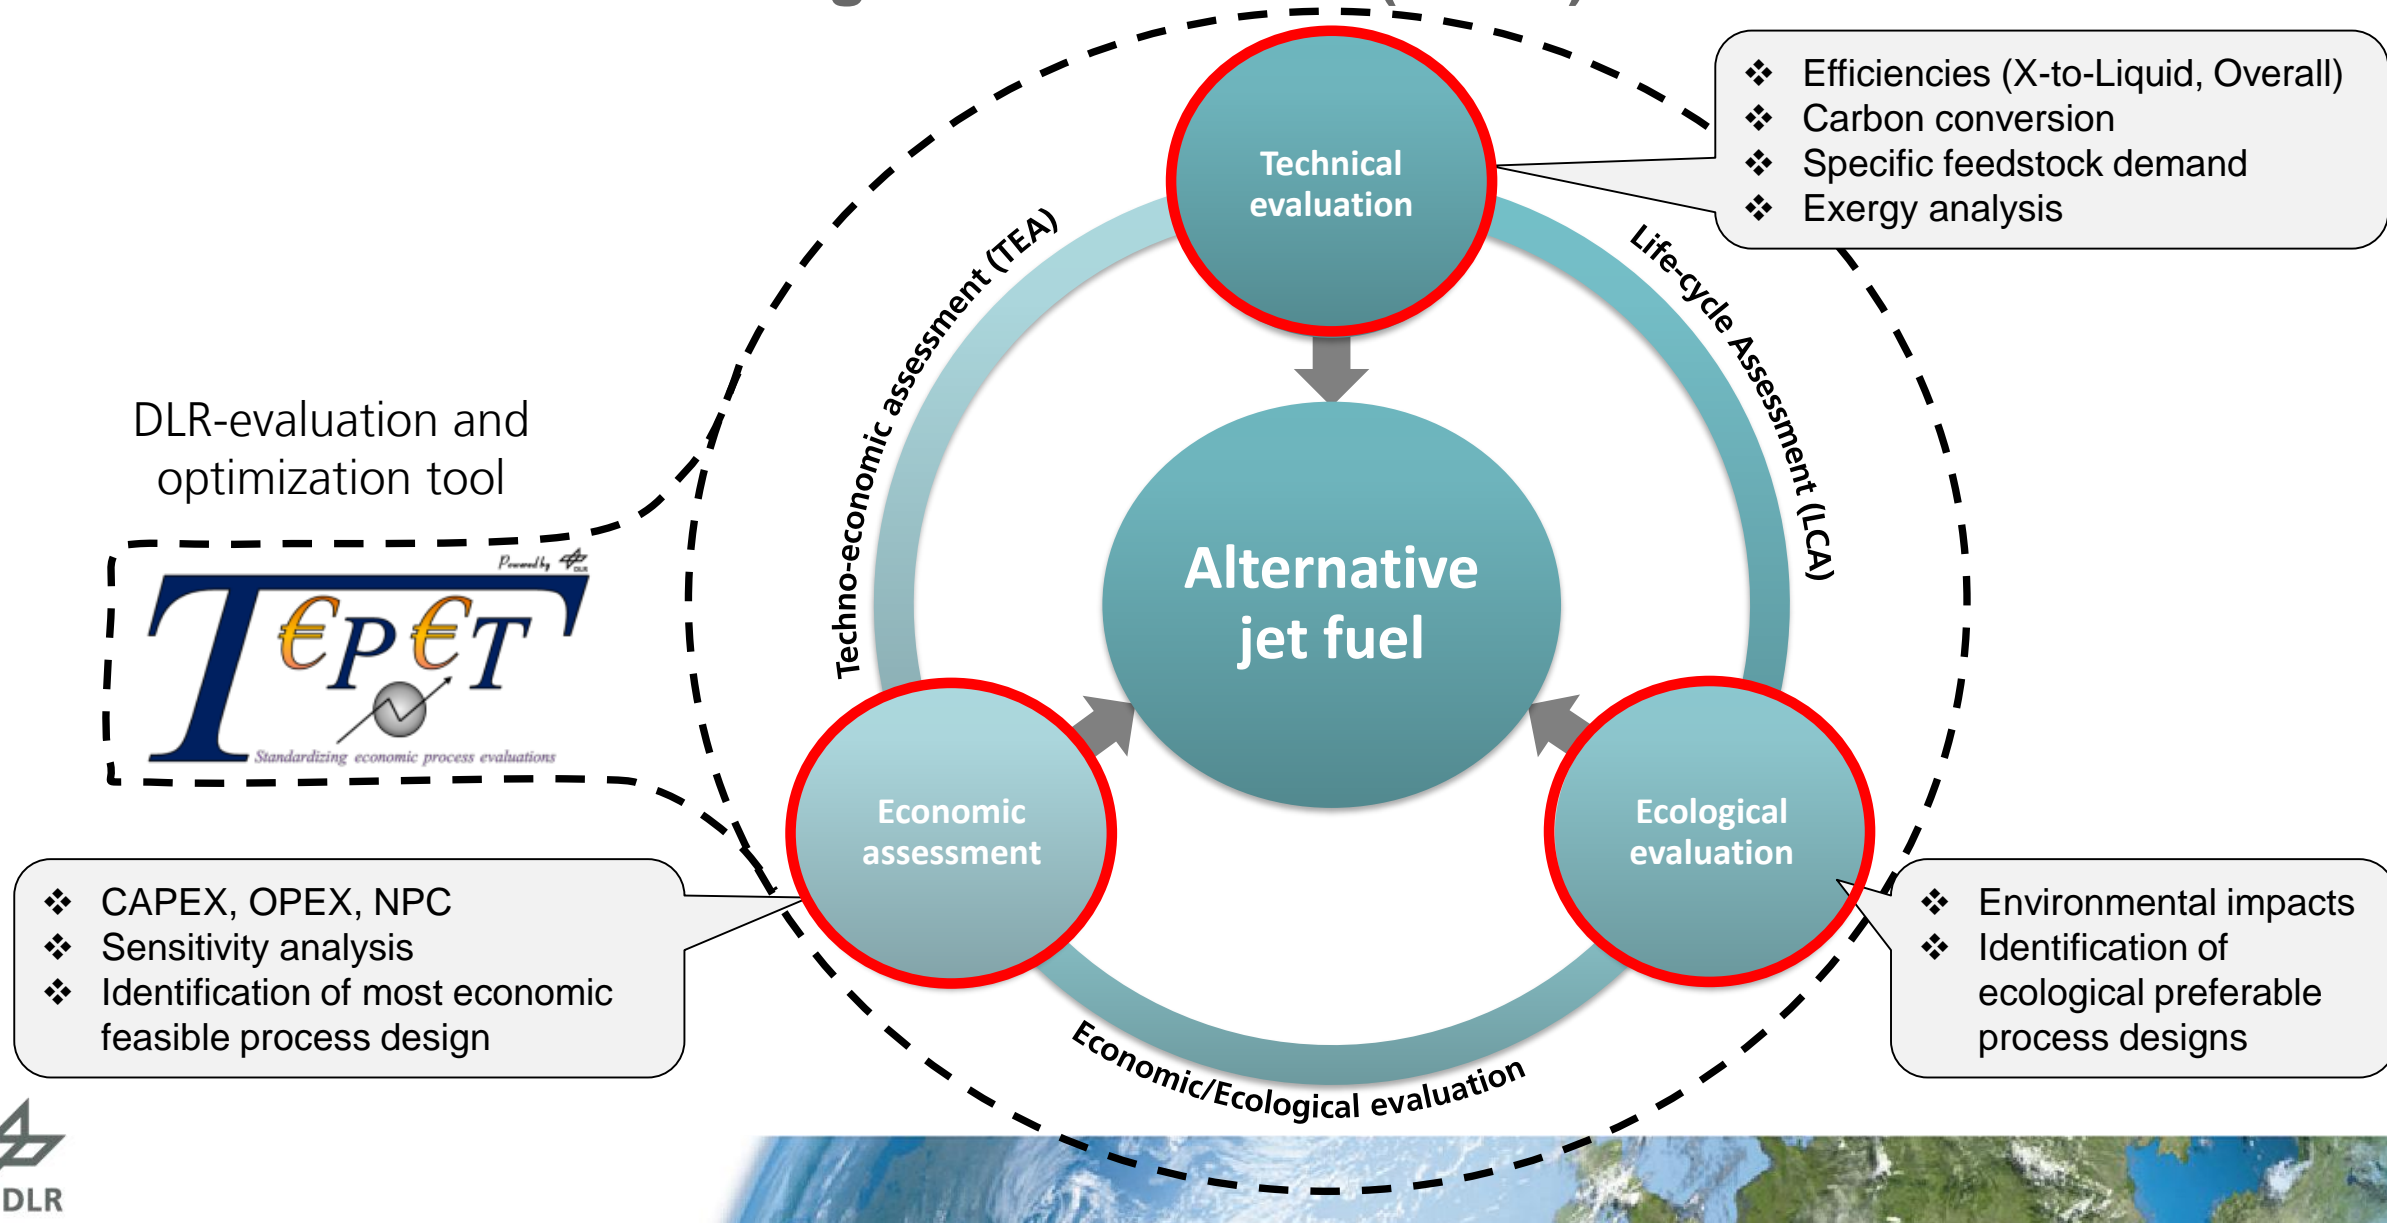 Efficiencies (X-to-Liquid, Overall)
Carbon conversion
Specific feedstock demand
Exergy analysis
Technical
evaluation
Techno-economic assessment (TEA)
Life-cycle Assessment (LCA)
DLR-evaluation and
optimization tool
Powered by DLR
T€P€T
Standardizing economic process evaluations
Alternative
jet fuel
Economic
assessment
Ecological
evaluation
CAPEX, OPEX, NPC
Sensitivity analysis
Identification of most economic
feasible process design
Environmental impacts
Identification of
ecological preferable
process designs
Economic/Ecological evaluation
DLR